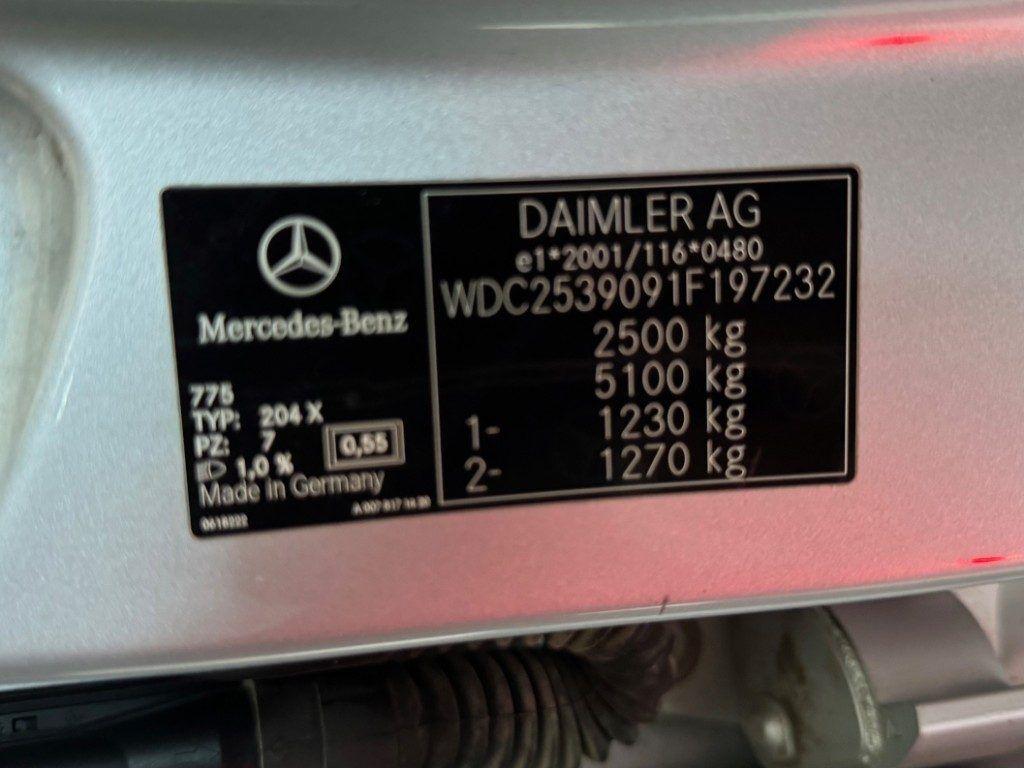 Mercedes-Benz
775
TYP: 204 X
PZ: 7
0,55
1,0 %
Made in Germany
0618222
DAIMLER AG
e1*2001/116*0480
WDC2539091F197232
2500 kg
5100 kg
1- 1230 kg
2- 1270 kg